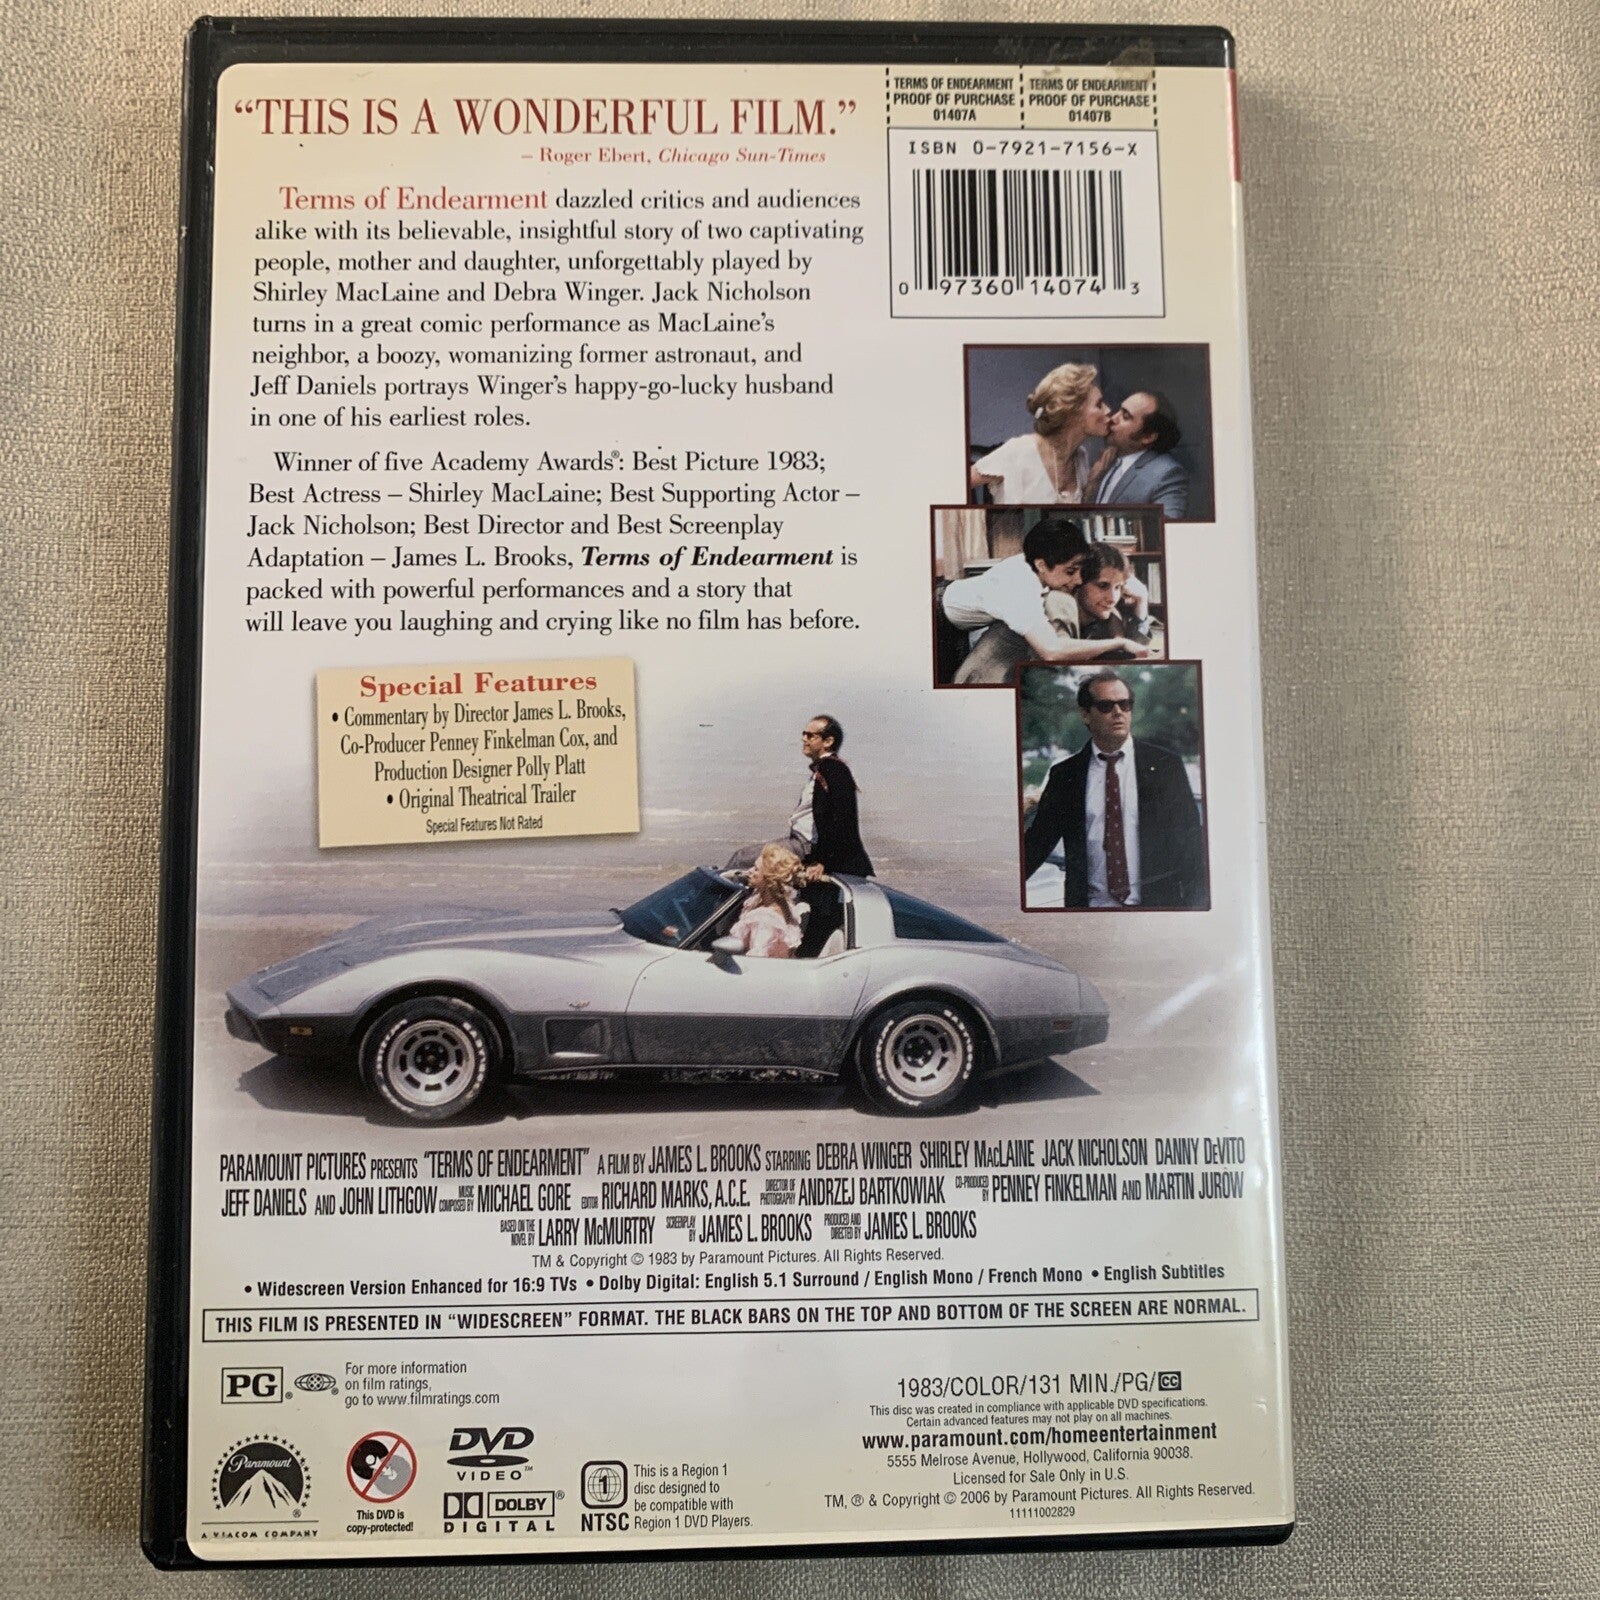 "THIS IS A WONDERFUL FILM."
– Roger Ebert, Chicago Sun-Times
Terms of Endearment dazzled critics and audiences
alike with its believable, insightful story of two captivating
people, mother and daughter, unforgettably played by
Shirley MacLaine and Debra Winger. Jack Nicholson
turns in a great comic performance as MacLaine's
neighbor, a boozy, womanizing former astronaut, and
Jeff Daniels portrays Winger's happy-go-lucky husband
in one of his earliest roles.
Winner of five Academy Awards®: Best Picture 1983;
Best Actress – Shirley MacLaine; Best Supporting Actor –
Jack Nicholson; Best Director and Best Screenplay
Adaptation – James L. Brooks, Terms of Endearment is
packed with powerful performances and a story that
will leave you laughing and crying like no film has before.
TERMS OF ENDEARMENT
PROOF OF PURCHASE
01407A
TERMS OF ENDEARMENT
PROOF OF PURCHASE
01407B
ISBN 0-7921-7156-X
0 97360 14074 3
Special Features
• Commentary by Director James L. Brooks,
Co-Producer Penney Finkelman Cox, and
Production Designer Polly Platt
• Original Theatrical Trailer
Special Features Not Rated
PARAMOUNT PICTURES PRESENTS "TERMS OF ENDEARMENT" A FILM BY JAMES L. BROOKS STARRING DEBRA WINGER SHIRLEY MacLAINE JACK NICHOLSON DANNY DeVITO
JEFF DANIELS AND JOHN LITHGOW MUSIC COMPOSED BY MICHAEL GORE EDITOR RICHARD MARKS, A.C.E. DIRECTOR OF PHOTOGRAPHY ANDRZEJ BARTKOWIAK CO-PRODUCED BY PENNEY FINKELMAN AND MARTIN JUROW
BASED ON THE NOVEL BY LARRY McMURTRY SCREENPLAY BY JAMES L. BROOKS PRODUCED AND DIRECTED BY JAMES L. BROOKS
TM & Copyright © 1983 by Paramount Pictures. All Rights Reserved.
• Widescreen Version Enhanced for 16:9 TVs • Dolby Digital: English 5.1 Surround / English Mono / French Mono • English Subtitles
THIS FILM IS PRESENTED IN "WIDESCREEN" FORMAT. THE BLACK BARS ON THE TOP AND BOTTOM OF THE SCREEN ARE NORMAL.
PG ®
For more information
on film ratings,
go to www.filmratings.com
Paramount
®
A VIACOM COMPANY
This DVD is
copy-protected!
DVD
VIDEO™
DOLBY®
DIGITAL
1
NTSC
This is a Region 1
disc designed to
be compatible with
Region 1 DVD Players.
1983/COLOR/131 MIN./PG/CC
This disc was created in compliance with applicable DVD specifications.
Certain advanced features may not play on all machines.
www.paramount.com/homeentertainment
5555 Melrose Avenue, Hollywood, California 90038.
Licensed for Sale Only in U.S.
TM, ® & Copyright © 2006 by Paramount Pictures. All Rights Reserved.
11111002829